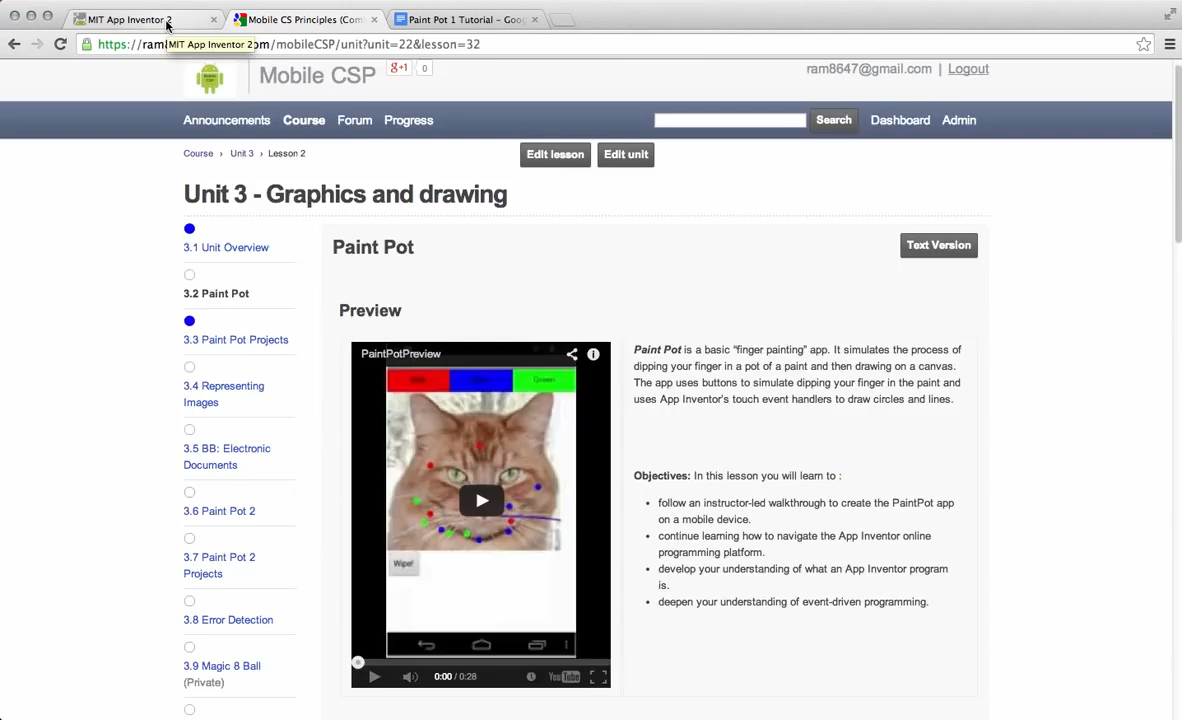 MIT App Inventor 2
Mobile CS Principles (Com
Paint Pot 1 Tutorial – Goog
https://ram
MIT App Inventor 2
om/mobileCSP/unit?unit=22&lesson=32
Mobile CSP
g+1
0
ram8647@gmail.com | Logout
Announcements Course Forum Progress
Search
Dashboard Admin
Course › Unit 3 › Lesson 2
Edit lesson
Edit unit
Unit 3 - Graphics and drawing
3.1 Unit Overview
3.2 Paint Pot
3.3 Paint Pot Projects
3.4 Representing
Images
3.5 BB: Electronic
Documents
3.6 Paint Pot 2
3.7 Paint Pot 2
Projects
3.8 Error Detection
3.9 Magic 8 Ball
(Private)
Paint Pot
Text Version
Preview
PaintPotPreview
Green
Wipe!
0:00 / 0:28
YouTube
Paint Pot is a basic “finger painting” app. It simulates the process of
dipping your finger in a pot of a paint and then drawing on a canvas.
The app uses buttons to simulate dipping your finger in the paint and
uses App Inventor's touch event handlers to draw circles and lines.
Objectives: In this lesson you will learn to :
• follow an instructor-led walkthrough to create the PaintPot app
on a mobile device.
• continue learning how to navigate the App Inventor online
programming platform.
• develop your understanding of what an App Inventor program
is.
• deepen your understanding of event-driven programming.